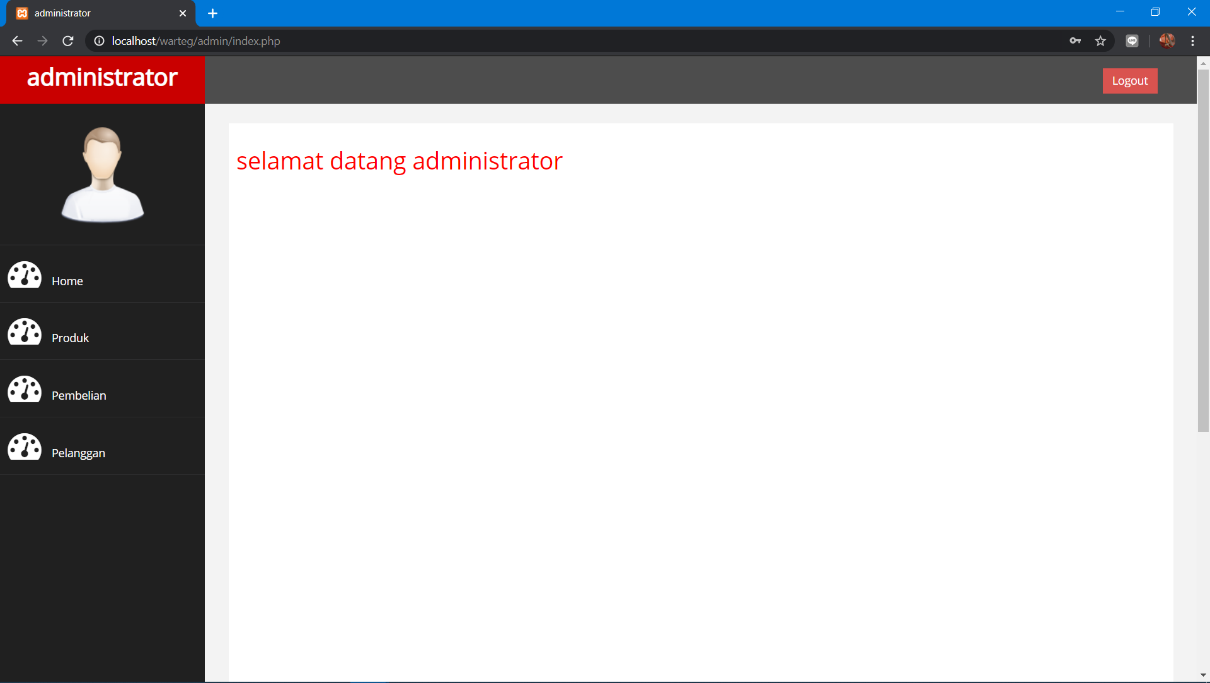 administrator
localhost/warteg/admin/index.php
administrator
Logout
selamat datang administrator
Home
Produk
Pembelian
Pelanggan